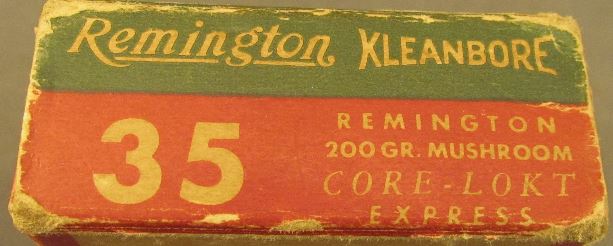 Remington KLEANBORE
35
REMINGTON
200 GR. MUSHROOM
CORE-LOKT
EXPRESS